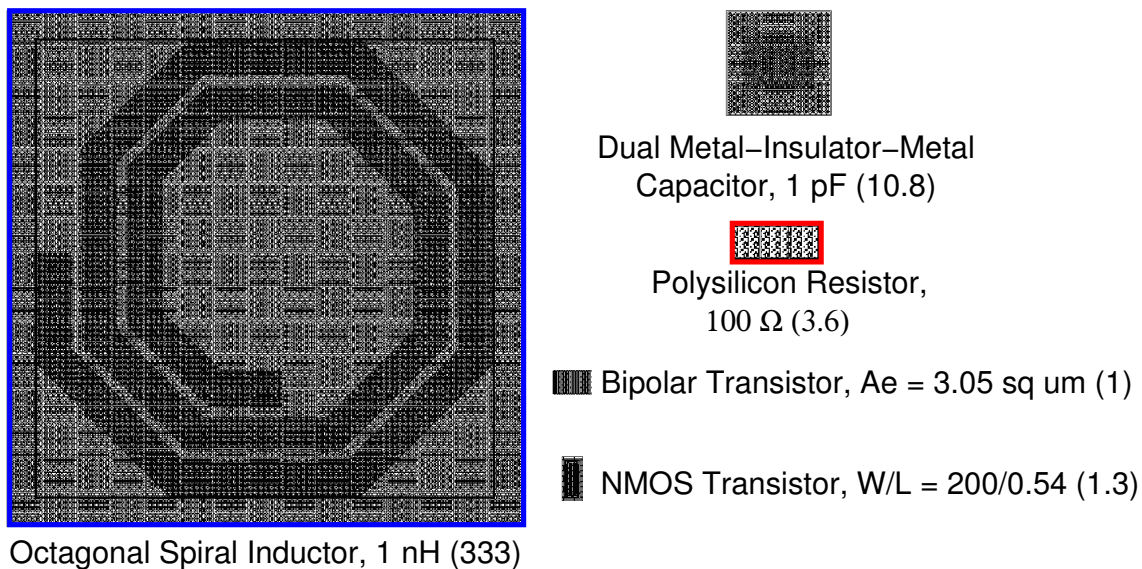 Dual Metal−Insulator−Metal
Capacitor, 1 pF (10.8)
Polysilicon Resistor,
100 Ω (3.6)
Bipolar Transistor, Ae = 3.05 sq um (1)
NMOS Transistor, W/L = 200/0.54 (1.3)
Octagonal Spiral Inductor, 1 nH (333)